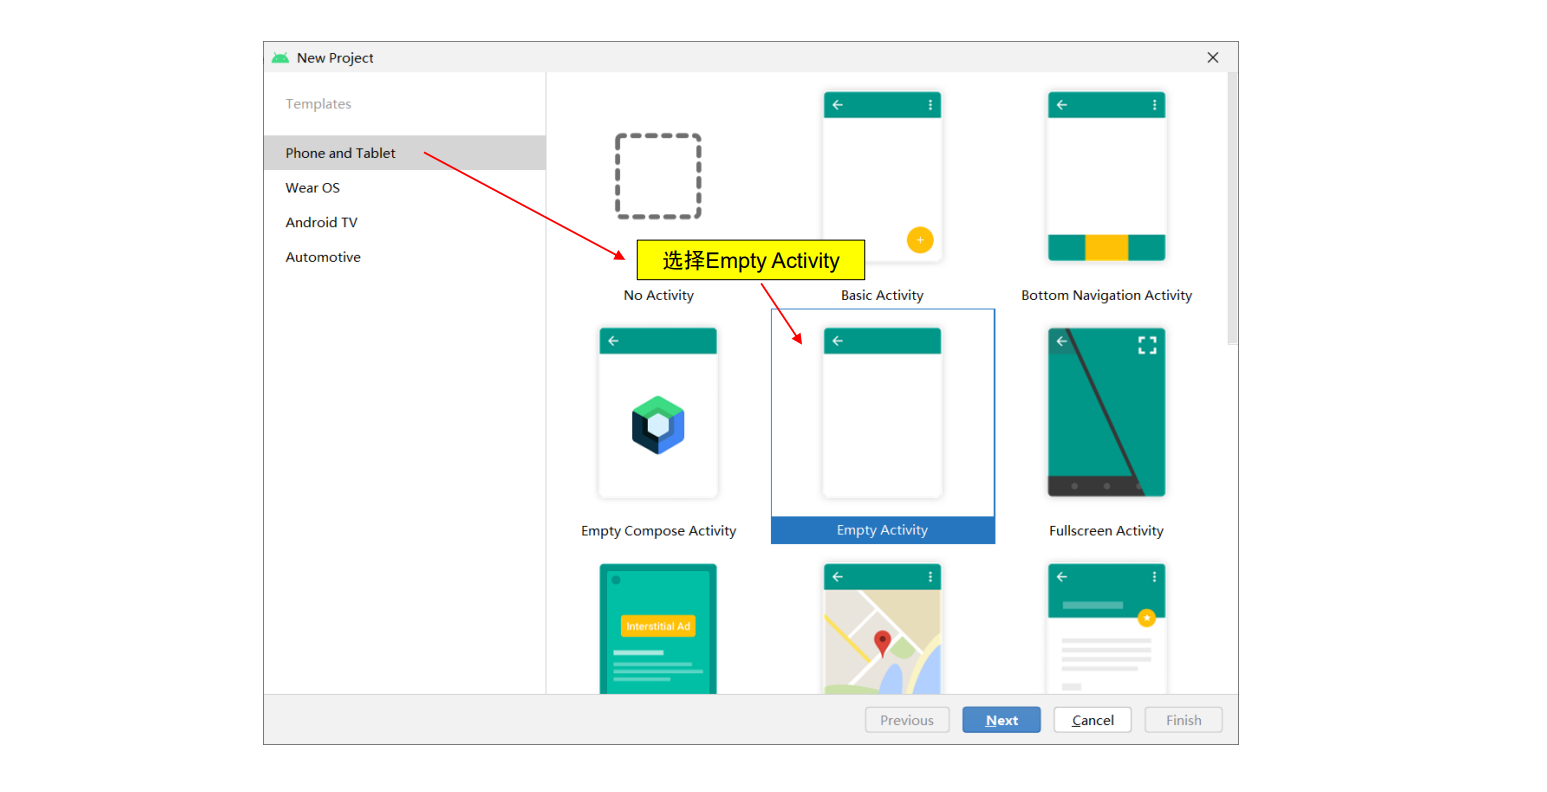 New Project
Templates
Phone and Tablet
Wear OS
Android TV
Automotive
选择Empty Activity
No Activity
Basic Activity
Bottom Navigation Activity
Empty Compose Activity
Empty Activity
Fullscreen Activity
Interstitial Ad
Previous
Next
Cancel
Finish